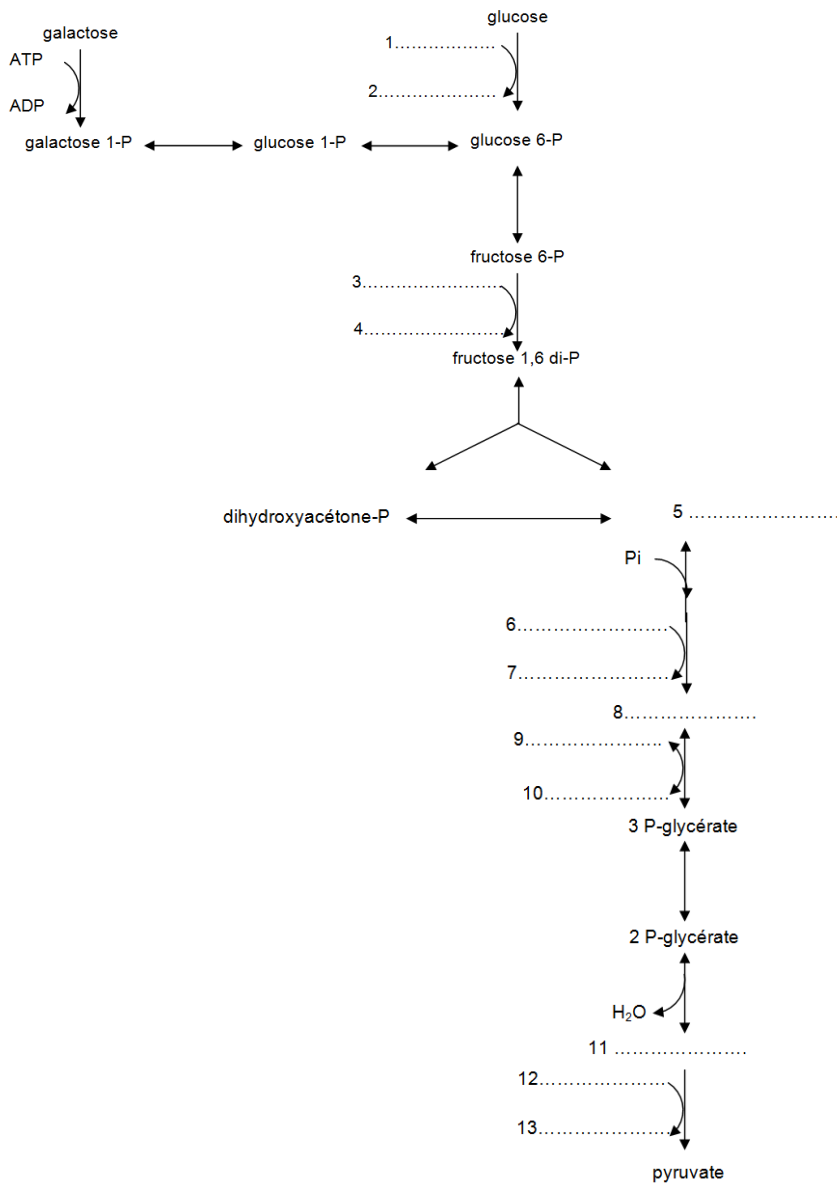 glucose
galactose
1………………
ATP
2………………
ADP
galactose 1-P
glucose 1-P
glucose 6-P
fructose 6-P
3……………………
4……………………
fructose 1,6 di-P
dihydroxyacétone-P
5 ……………………
Pi
6……………………
7……………………
8…………………
9…………………
10…………………
3 P-glycérate
2 P-glycérate
H₂O
11 …………………
12…………………
13…………………
pyruvate